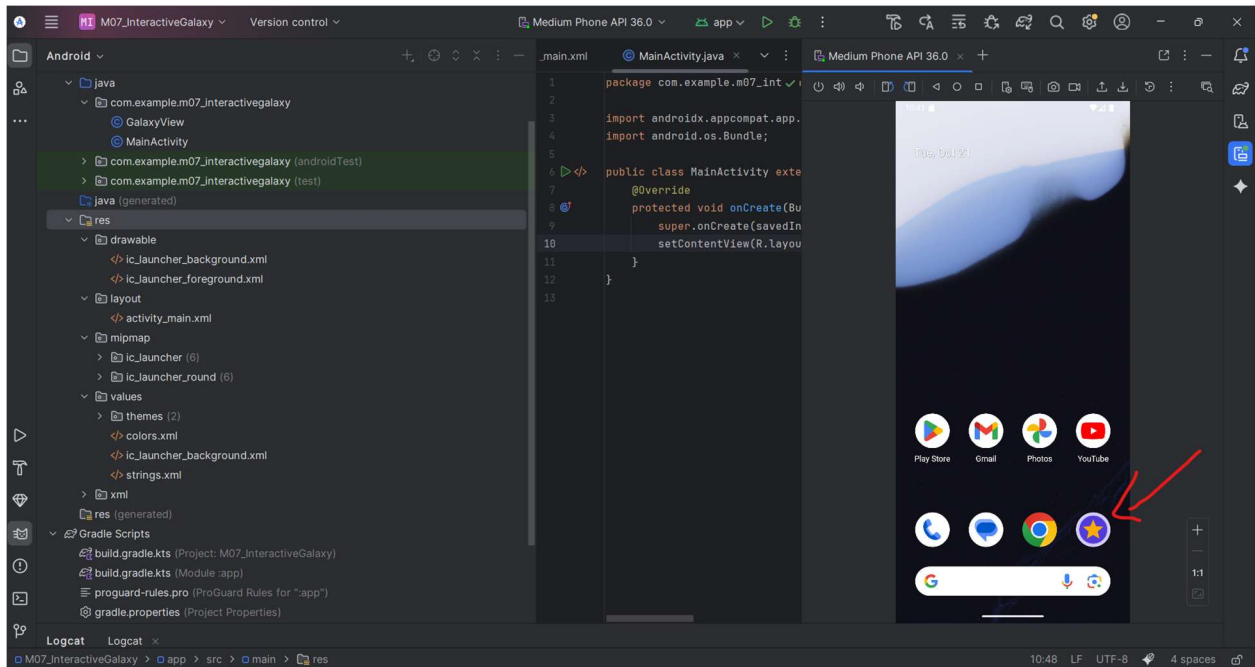 MI M07_InteractiveGalaxy Version control Medium Phone API 36.0 app
Android
java
com.example.m07_interactivegalaxy
GalaxyView
MainActivity
com.example.m07_interactivegalaxy (androidTest)
com.example.m07_interactivegalaxy (test)
java (generated)
res
drawable
ic_launcher_background.xml
ic_launcher_foreground.xml
layout
activity_main.xml
mipmap
ic_launcher (6)
ic_launcher_round (6)
values
themes (2)
colors.xml
ic_launcher_background.xml
strings.xml
xml
res (generated)
Gradle Scripts
build.gradle.kts (Project: M07_InteractiveGalaxy)
build.gradle.kts (Module :app)
proguard-rules.pro (ProGuard Rules for ":app")
gradle.properties (Project Properties)
_main.xml MainActivity.java
1 package com.example.m07_int
2
3 import androidx.appcompat.app.
4 import android.os.Bundle;
5
6 public class MainActivity exte
7 @Override
8 protected void onCreate(Bu
9 super.onCreate(savedIn
10 setContentView(R.layou
11 }
12 }
13
Medium Phone API 36.0
10:41
Tue, Oct 21
Play Store Gmail Photos YouTube
1:1
Logcat Logcat
M07_InteractiveGalaxy > app > src > main > res 10:48 LF UTF-8 4 spaces